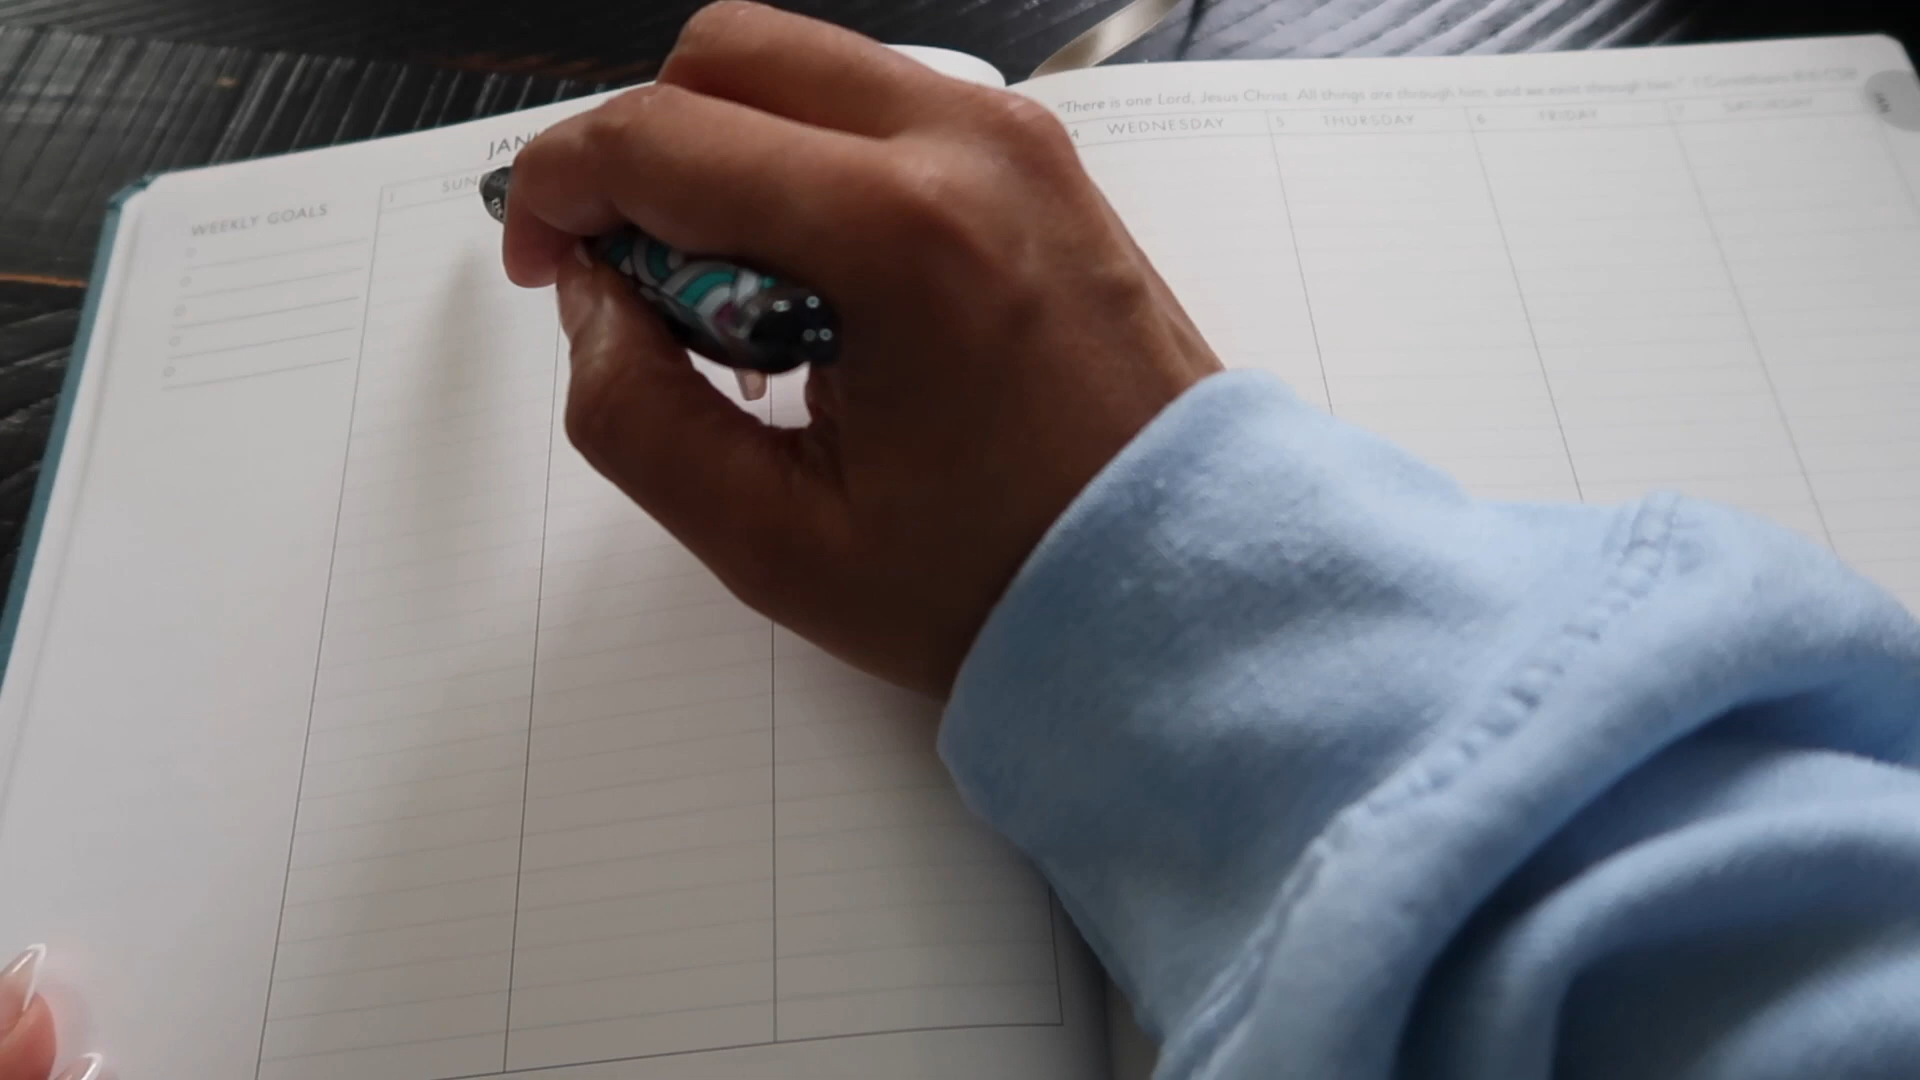 "There is one Lord, Jesus Christ. All things are through him, and we exist through him."
JAN
WEEKLY GOALS
1 SUN
4 WEDNESDAY
5 THURSDAY
6 FRIDAY
7 SATURDAY
JAN